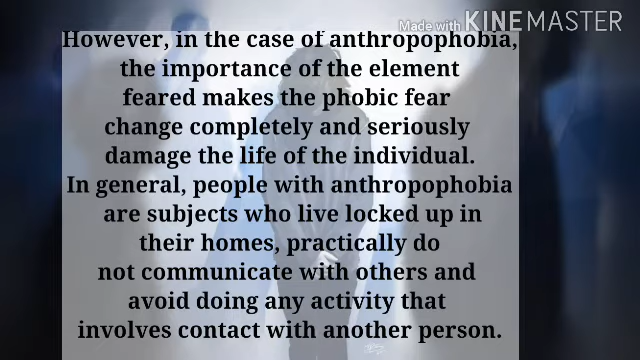 Made with KINEMASTER
However, in the case of anthropophobia,
the importance of the element
feared makes the phobic fear
change completely and seriously
damage the life of the individual.
In general, people with anthropophobia
are subjects who live locked up in
their homes, practically do
not communicate with others and
avoid doing any activity that
involves contact with another person.